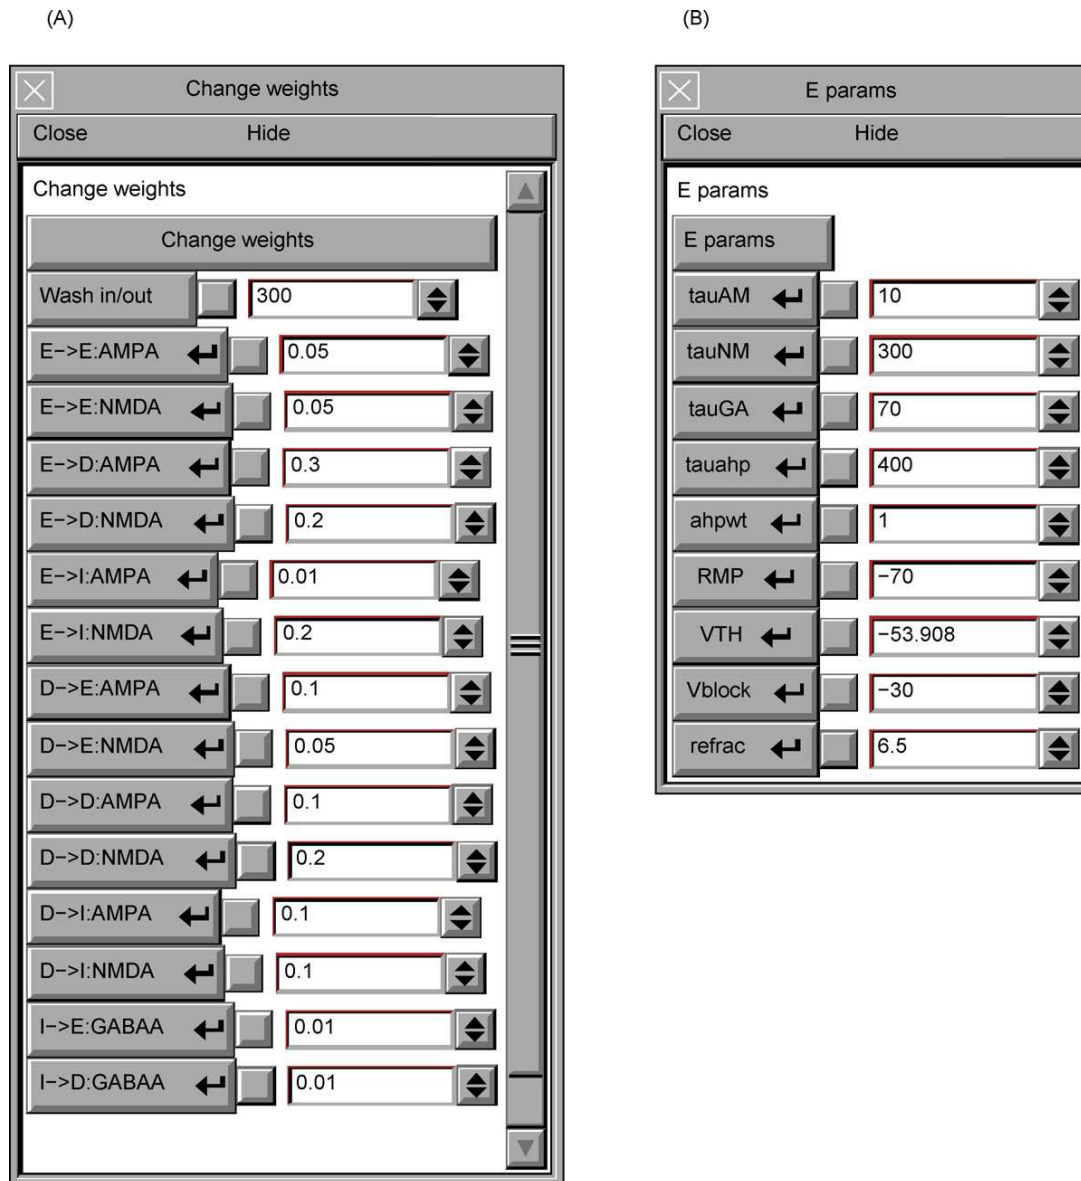 (A)
Change weights
Close Hide
Change weights
Change weights
Wash in/out 300
E−>E:AMPA 0.05
E−>E:NMDA 0.05
E−>D:AMPA 0.3
E−>D:NMDA 0.2
E−>I:AMPA 0.01
E−>I:NMDA 0.2
D−>E:AMPA 0.1
D−>E:NMDA 0.05
D−>D:AMPA 0.1
D−>D:NMDA 0.2
D−>I:AMPA 0.1
D−>I:NMDA 0.1
I−>E:GABAA 0.01
I−>D:GABAA 0.01
(B)
E params
Close Hide
E params
E params
tauAM 10
tauNM 300
tauGA 70
tauahp 400
ahpwt 1
RMP −70
VTH −53.908
Vblock −30
refrac 6.5